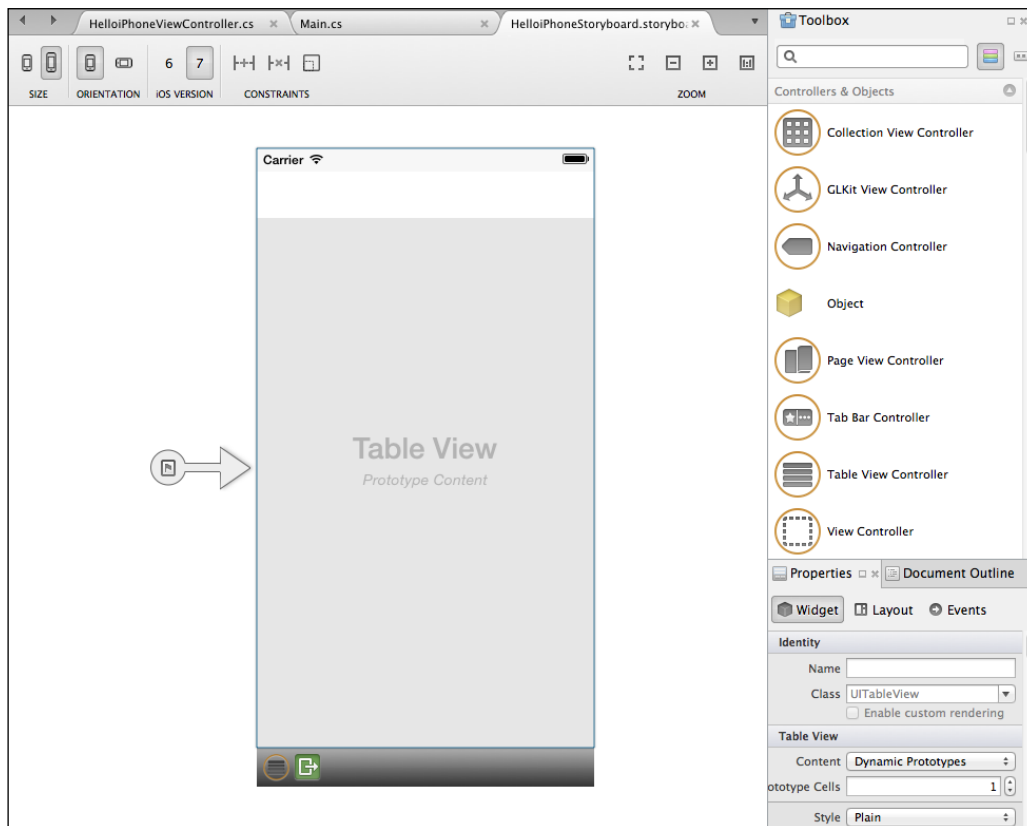 HelloiPhoneViewController.cs × Main.cs × HelloiPhoneStoryboard.storybo: ×
6 7
SIZE ORIENTATION iOS VERSION CONSTRAINTS ZOOM
Carrier
Table View
Prototype Content
Toolbox
Controllers & Objects
Collection View Controller
GLKit View Controller
Navigation Controller
Object
Page View Controller
Tab Bar Controller
Table View Controller
View Controller
Properties Document Outline
Widget Layout Events
Identity
Name
Class UITableView
Enable custom rendering
Table View
Content Dynamic Prototypes
ototype Cells 1
Style Plain